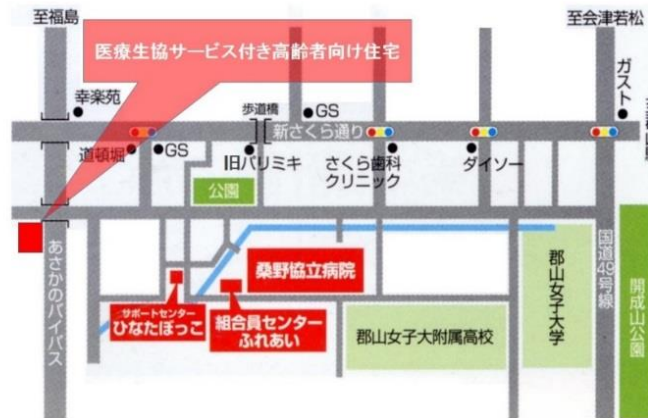 至福島
至会津若松
医療生協サービス付き高齢者向け住宅
幸楽苑
歩道橋
GS
ガスト
新さくら通り
道頓堀
GS
旧パリミキ
さくら歯科
クリニック
ダイソー
公園
あさかのバイパス
桑野協立病院
サポートセンター
ひなたぼっこ
組合員センター
ふれあい
郡山女子大附属高校
郡山女子大学
国道49号線
開成山公園